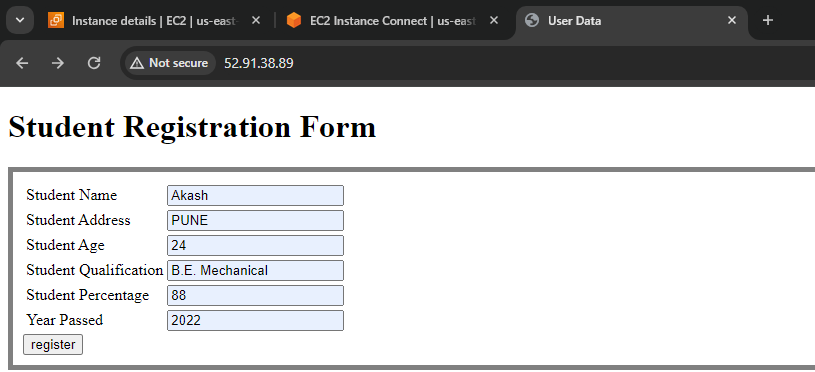 Instance details | EC2 | us-east-
EC2 Instance Connect | us-east
User Data
Not secure
52.91.38.89
Student Registration Form
Student Name Akash
Student Address PUNE
Student Age 24
Student Qualification B.E. Mechanical
Student Percentage 88
Year Passed 2022
register